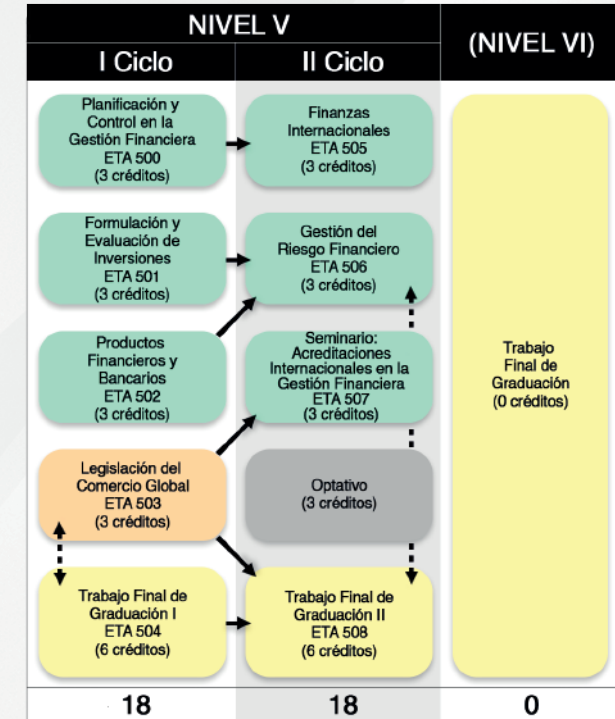 NIVEL V
(NIVEL VI)
I Ciclo
II Ciclo
Planificación y
Control en la
Gestión Financiera
ETA 500
(3 créditos)
Finanzas
Internacionales
ETA 505
(3 créditos)
Formulación y
Evaluación de
Inversiones
ETA 501
(3 créditos)
Gestión del
Riesgo Financiero
ETA 506
(3 créditos)
Productos
Financieros y
Bancarios
ETA 502
(3 créditos)
Seminario:
Acreditaciones
Internacionales en la
Gestión Financiera
ETA 507
(3 créditos)
Trabajo
Final de
Graduación
(0 créditos)
Legislación del
Comercio Global
ETA 503
(3 créditos)
Optativo
(3 créditos)
Trabajo Final de
Graduación I
ETA 504
(6 créditos)
Trabajo Final de
Graduación II
ETA 508
(6 créditos)
18
18
0